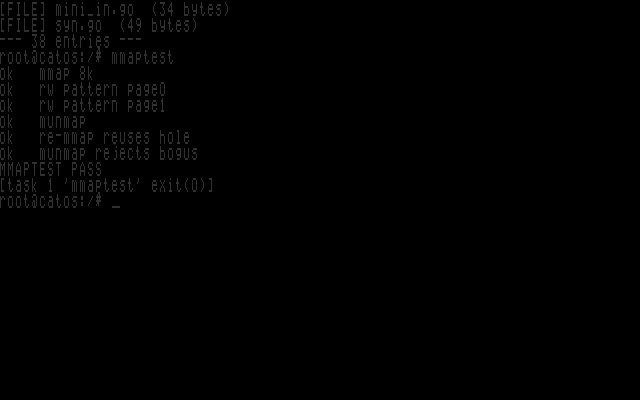 [FILE] mini_in.go  (34 bytes)
[FILE] syn.go  (49 bytes)
--- 38 entries ---
root@catos:/# mmaptest
ok   mmap 8k
ok   rw pattern page0
ok   rw pattern page1
ok   munmap
ok   re-mmap reuses hole
ok   munmap rejects bogus
MMAPTEST PASS
[task 1 'mmaptest' exit(0)]
root@catos:/# _